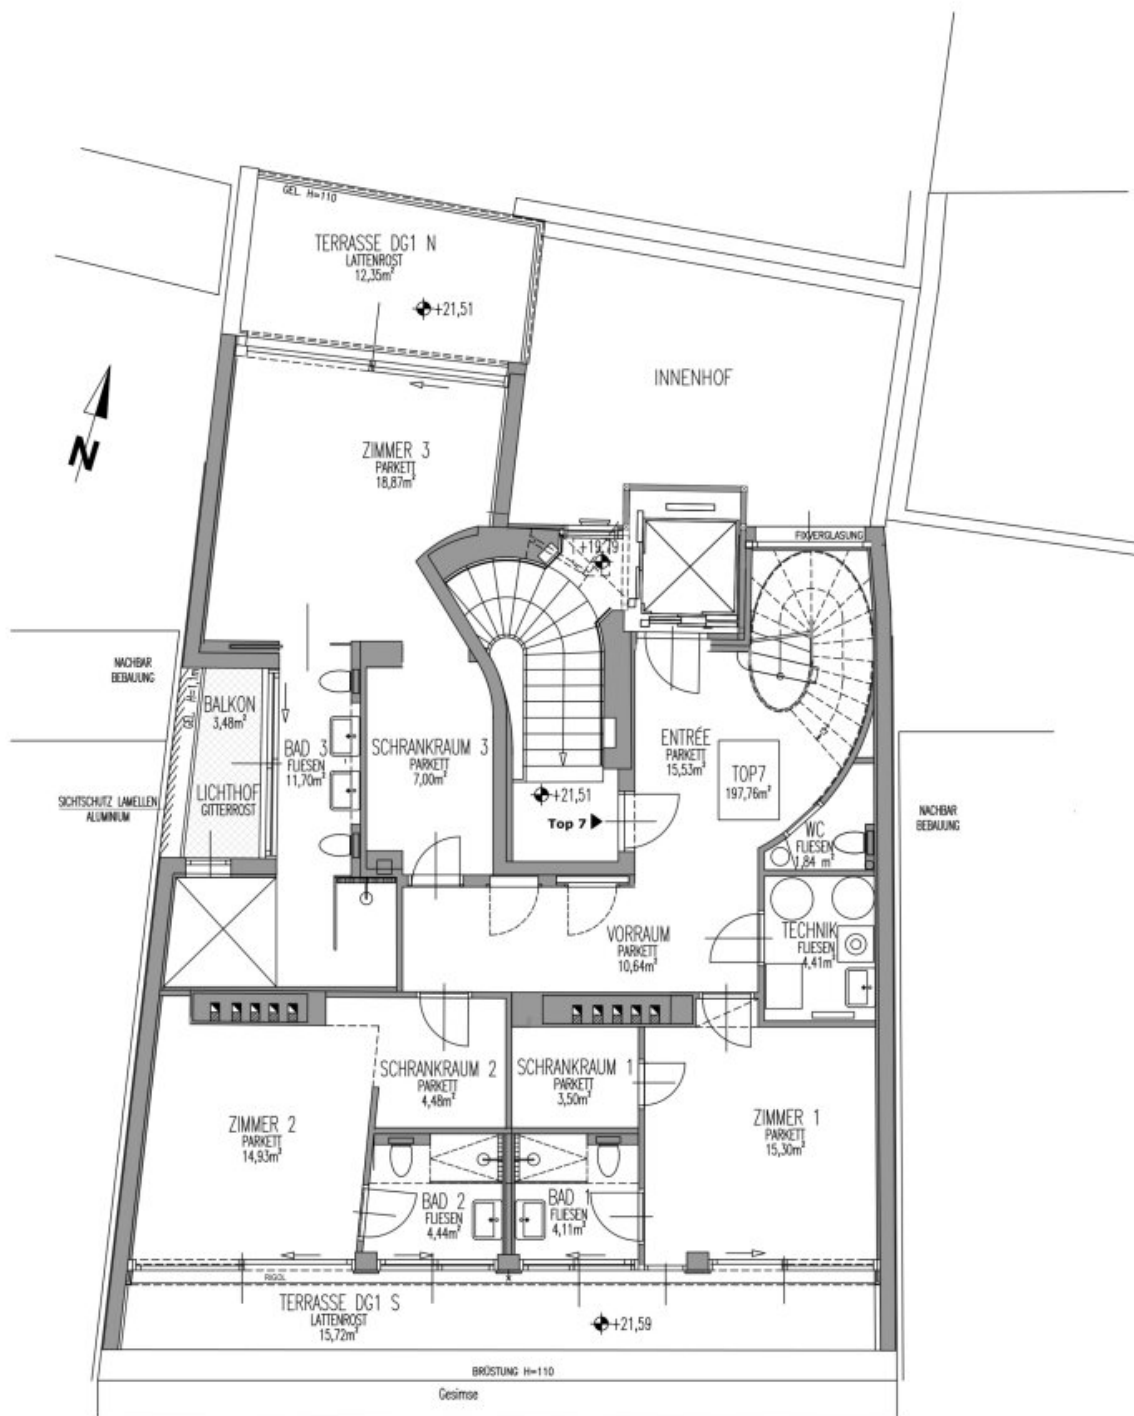 GEL. H=110
TERRASSE DG1 N
LATTENROST
12,35m²
+21,51
INNENHOF
N
ZIMMER 3
PARKETT
18,87m²
+19,79
FIXVERGLASUNG
NACHBAR
BEBAUUNG
BALKON
3,48m²
BAD 3
FLIESEN
11,70m²
SCHRANKRAUM 3
PARKETT
7,00m²
ENTRÉE
PARKETT
15,53m²
TOP7
197,76m²
LICHTHOF
GITTERROST
SICHTSCHUTZ LAMELLEN
ALUMINIUM
+21,51
Top 7
NACHBAR
BEBAUUNG
WC
FLIESEN
1,84 m²
VORRAUM
PARKETT
10,64m²
TECHNIK
FLIESEN
4,41m²
SCHRANKRAUM 2
PARKETT
4,48m²
SCHRANKRAUM 1
PARKETT
3,50m²
ZIMMER 2
PARKETT
14,93m²
ZIMMER 1
PARKETT
15,30m²
BAD 2
FLIESEN
4,44m²
BAD 1
FLIESEN
4,11m²
RIGOL
TERRASSE DG1 S
LATTENROST
15,72m²
+21,59
BRÜSTUNG H=110
Gesimse